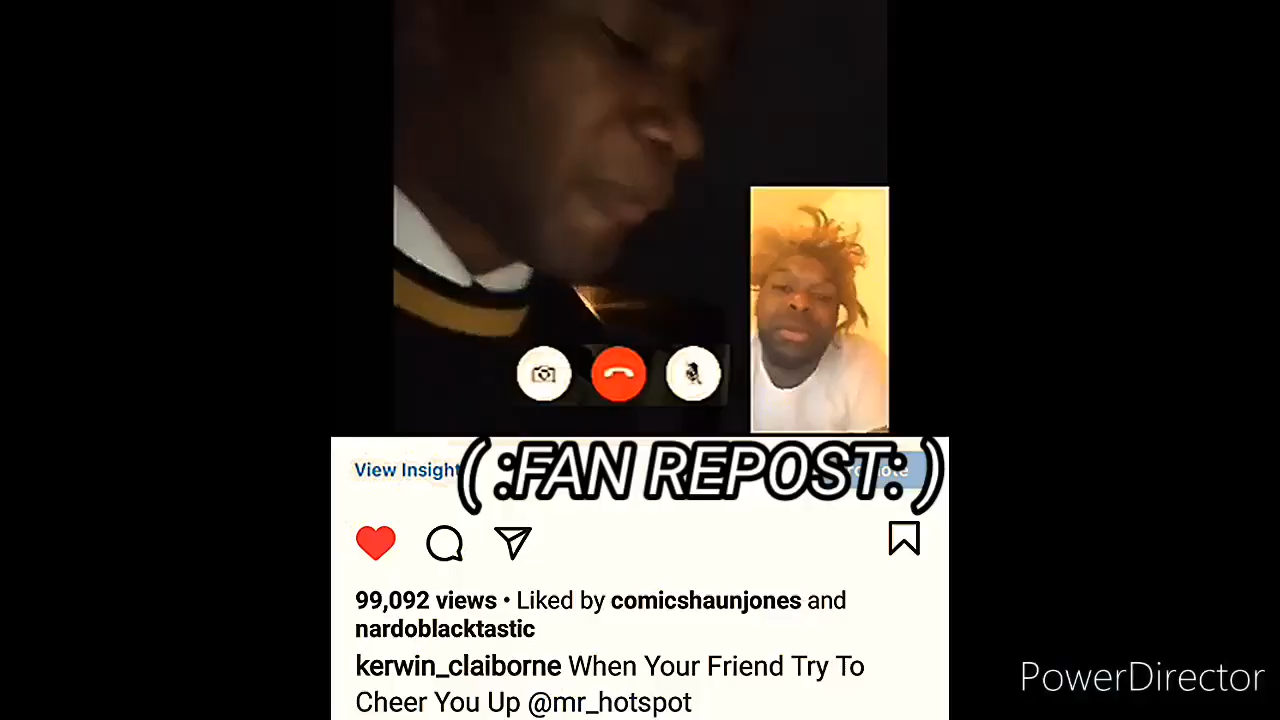 View Insight
(:FAN REPOST:)
99,092 views • Liked by comicshaunjones and
nardoblacktastic
kerwin_claiborne When Your Friend Try To
Cheer You Up @mr_hotspot
PowerDirector